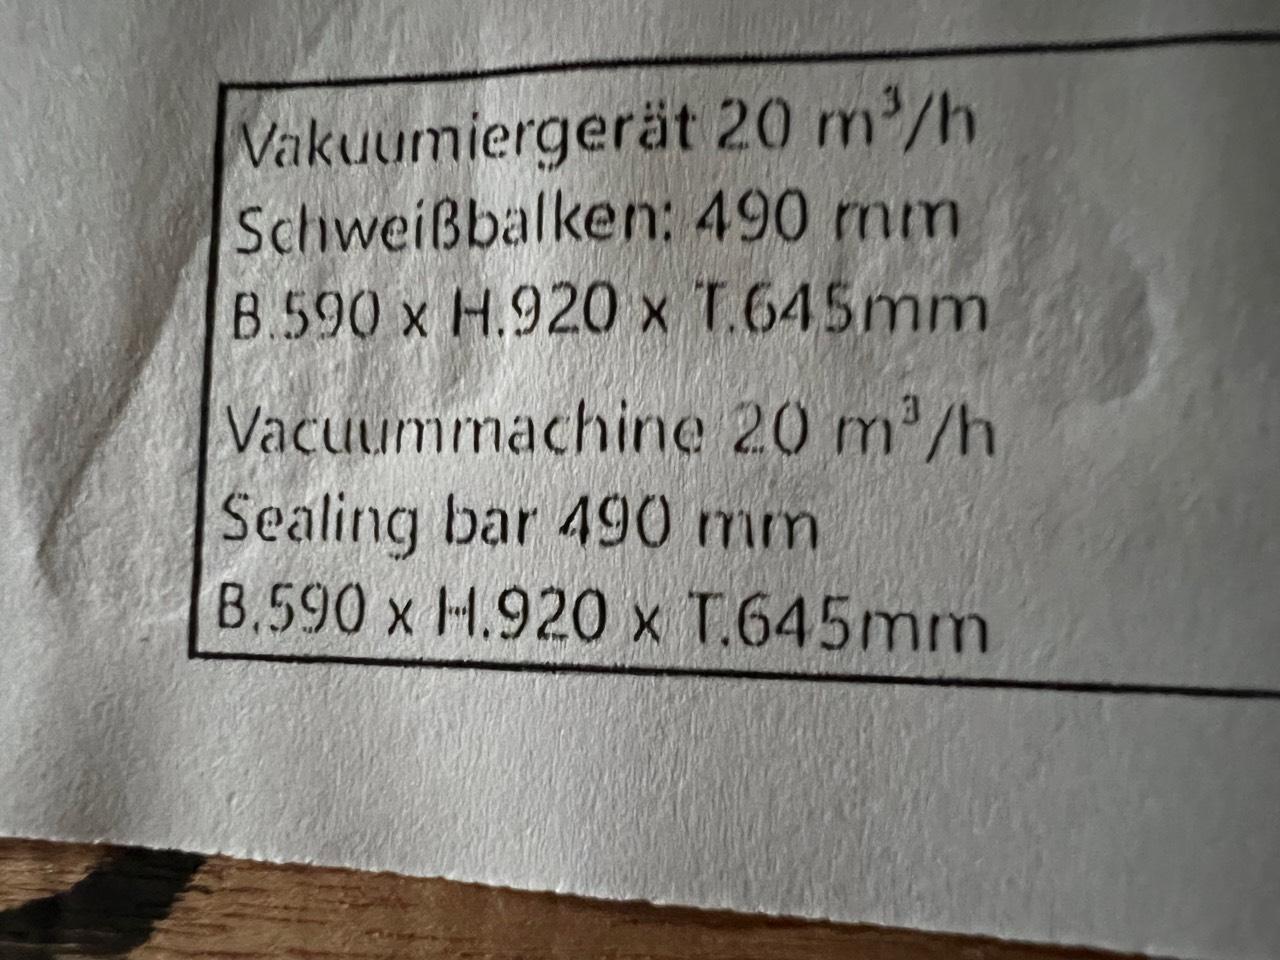 Vakuumiergerät 20 m³/h
Schweißbalken: 490 mm
B.590 x H.920 x T.645mm
Vacuummachine 20 m³/h
Sealing bar 490 mm
B.590 x H.920 x T.645mm